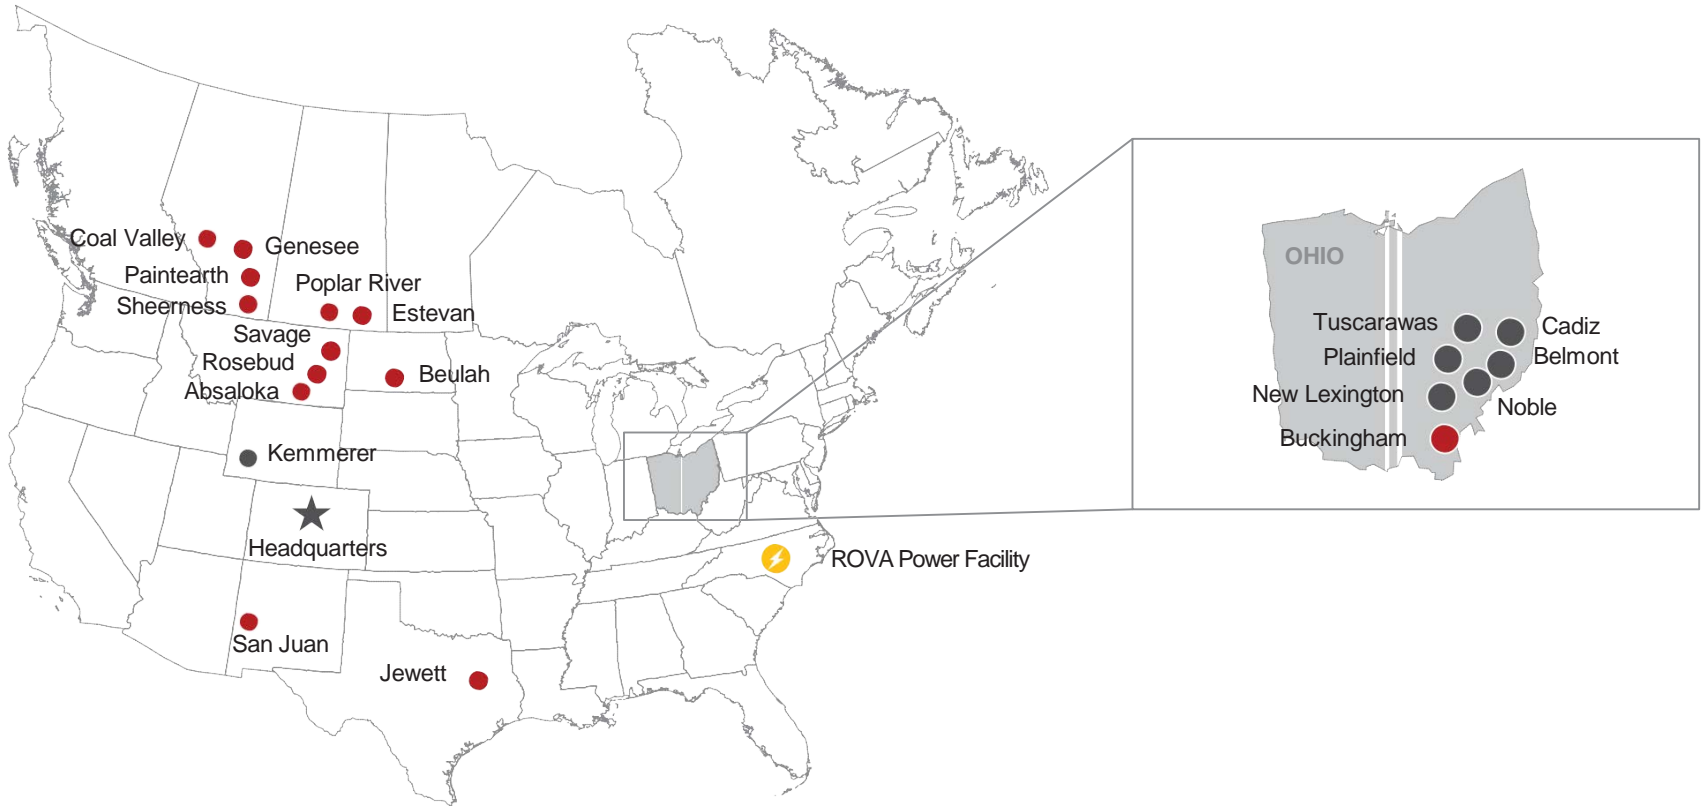 Coal Valley
Genesee
Paintearth
Poplar River
Sheerness
Estevan
Savage
Rosebud
Beulah
Absaloka
Kemmerer
Headquarters
San Juan
Jewett
ROVA Power Facility
OHIO
Tuscarawas
Cadiz
Plainfield
Belmont
New Lexington
Noble
Buckingham